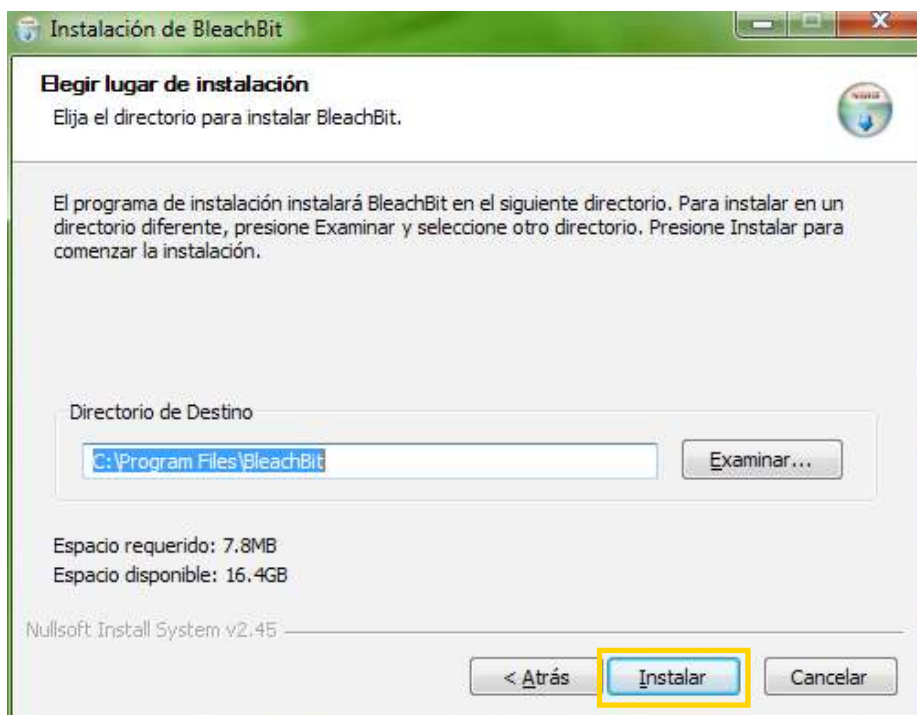 Instalación de BleachBit
Elegir lugar de instalación
Elija el directorio para instalar BleachBit.
El programa de instalación instalará BleachBit en el siguiente directorio. Para instalar en un
directorio diferente, presione Examinar y seleccione otro directorio. Presione Instalar para
comenzar la instalación.
Directorio de Destino
C:\Program Files\BleachBit
Examinar...
Espacio requerido: 7.8MB
Espacio disponible: 16.4GB
Nullsoft Install System v2.45
< Atrás
Instalar
Cancelar